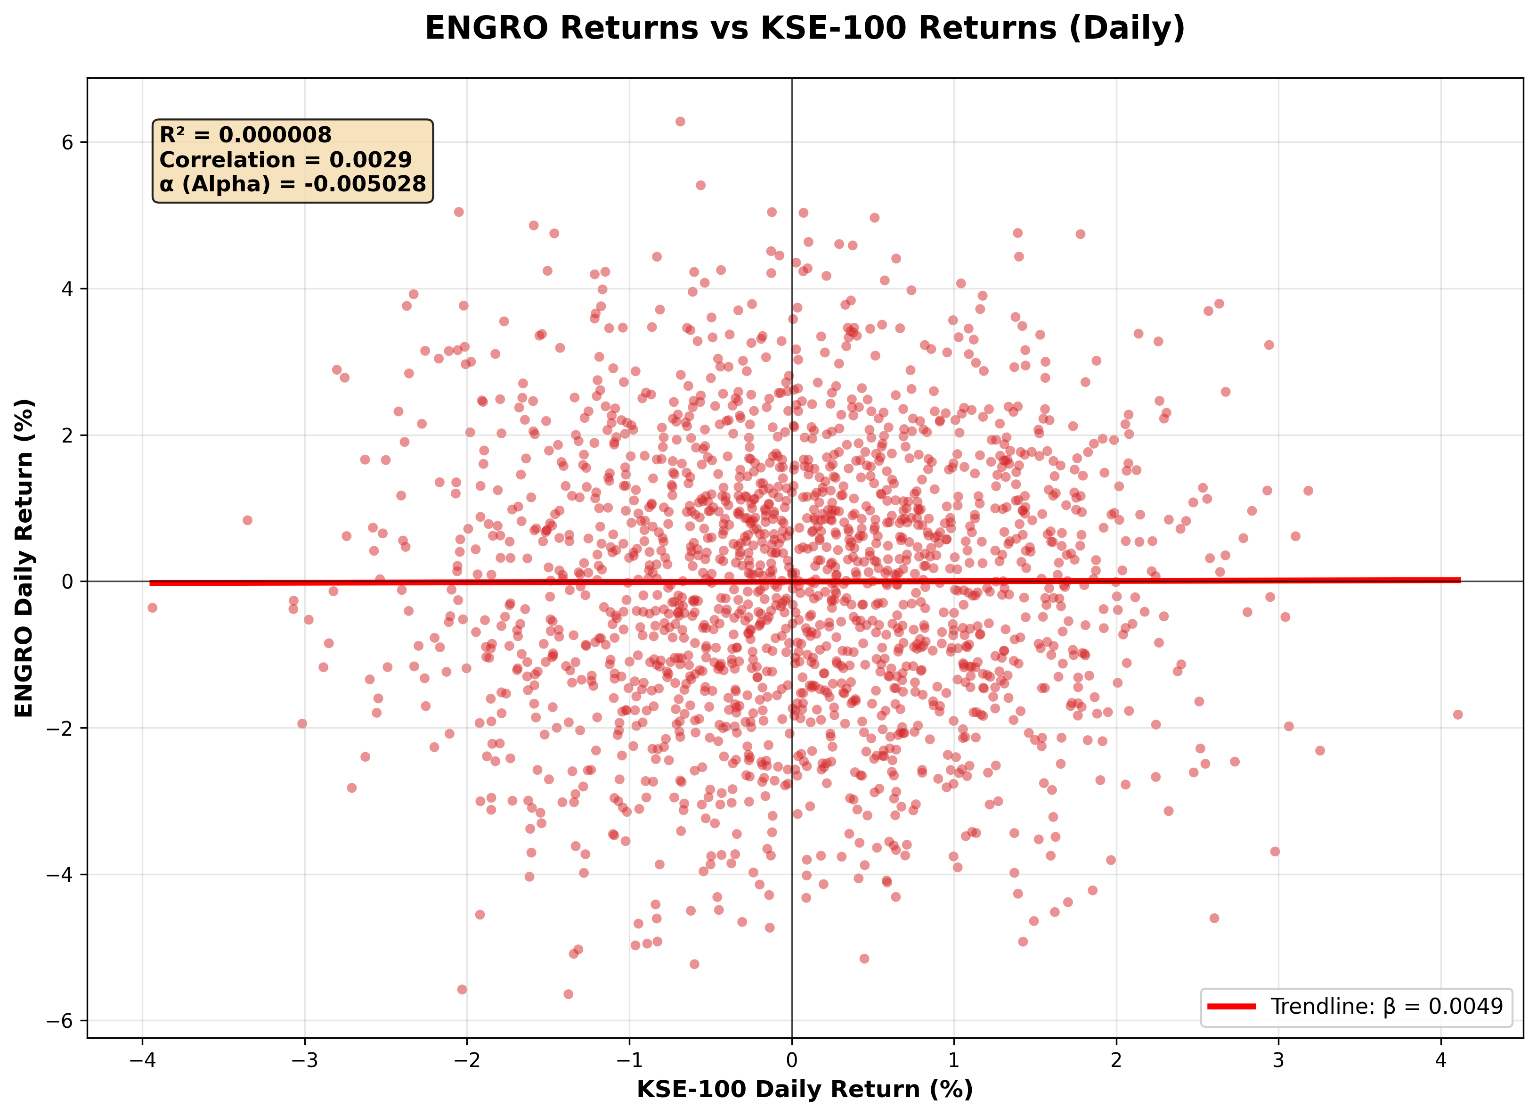 ENGRO Returns vs KSE-100 Returns (Daily)
R² = 0.000008
Correlation = 0.0029
α (Alpha) = -0.005028
ENGRO Daily Return (%)
6
4
2
0
−2
−4
−6
−4
−3
−2
−1
0
1
2
3
4
KSE-100 Daily Return (%)
Trendline: β = 0.0049